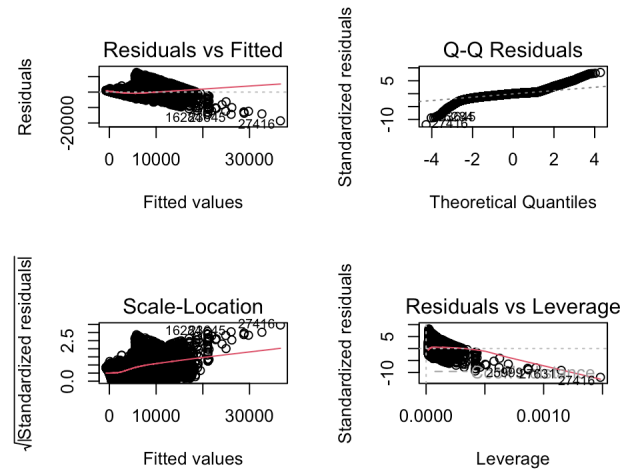 Residuals vs Fitted
Residuals
-20000
27416
0 10000 30000
Fitted values
Q-Q Residuals
Standardized residuals
-10 5
27416
-4 -2 0 2 4
Theoretical Quantiles
Scale-Location
√|Standardized residuals|
0.0 2.5
27416
0 10000 30000
Fitted values
Residuals vs Leverage
Standardized residuals
-10 5
27416
0.0000 0.0010
Leverage